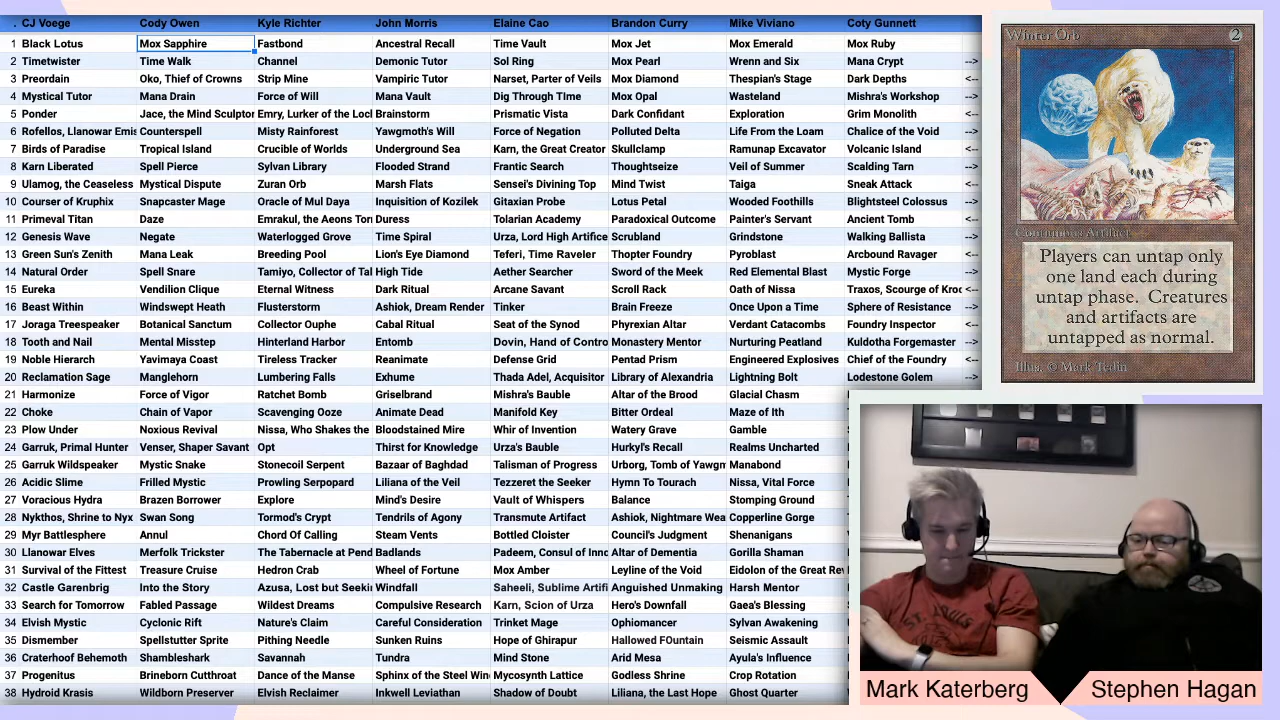 . CJ Voege Cody Owen Kyle Richter John Morris Elaine Cao Brandon Curry Mike Viviano Coty Gunnett
1 Black Lotus Mox Sapphire Fastbond Ancestral Recall Time Vault Mox Jet Mox Emerald Mox Ruby
2 Timetwister Time Walk Channel Demonic Tutor Sol Ring Mox Pearl Wrenn and Six Mana Crypt -->
3 Preordain Oko, Thief of Crowns Strip Mine Vampiric Tutor Narset, Parter of Veils Mox Diamond Thespian's Stage Dark Depths <--
4 Mystical Tutor Mana Drain Force of Will Mana Vault Dig Through TIme Mox Opal Wasteland Mishra's Workshop -->
5 Ponder Jace, the Mind Sculptor Emry, Lurker of the Locl Brainstorm Prismatic Vista Dark Confidant Exploration Grim Monolith <--
6 Rofellos, Llanowar Emis Counterspell Misty Rainforest Yawgmoth's Will Force of Negation Polluted Delta Life From the Loam Chalice of the Void -->
7 Birds of Paradise Tropical Island Crucible of Worlds Underground Sea Karn, the Great Creator Skullclamp Ramunap Excavator Volcanic Island <--
8 Karn Liberated Spell Pierce Sylvan Library Flooded Strand Frantic Search Thoughtseize Veil of Summer Scalding Tarn -->
9 Ulamog, the Ceaseless Mystical Dispute Zuran Orb Marsh Flats Sensei's Divining Top Mind Twist Taiga Sneak Attack <--
10 Courser of Kruphix Snapcaster Mage Oracle of Mul Daya Inquisition of Kozilek Gitaxian Probe Lotus Petal Wooded Foothills Blightsteel Colossus -->
11 Primeval Titan Daze Emrakul, the Aeons Torn Duress Tolarian Academy Paradoxical Outcome Painter's Servant Ancient Tomb <--
12 Genesis Wave Negate Waterlogged Grove Time Spiral Urza, Lord High Artifice Scrubland Grindstone Walking Ballista -->
13 Green Sun's Zenith Mana Leak Breeding Pool Lion's Eye Diamond Teferi, Time Raveler Thopter Foundry Pyroblast Arcbound Ravager <--
14 Natural Order Spell Snare Tamiyo, Collector of Tal High Tide Aether Searcher Sword of the Meek Red Elemental Blast Mystic Forge -->
15 Eureka Vendilion Clique Eternal Witness Dark Ritual Arcane Savant Scroll Rack Oath of Nissa Traxos, Scourge of Kroo <--
16 Beast Within Windswept Heath Flusterstorm Ashiok, Dream Render Tinker Brain Freeze Once Upon a Time Sphere of Resistance -->
17 Joraga Treespeaker Botanical Sanctum Collector Ouphe Cabal Ritual Seat of the Synod Phyrexian Altar Verdant Catacombs Foundry Inspector <--
18 Tooth and Nail Mental Misstep Hinterland Harbor Entomb Dovin, Hand of Contro Monastery Mentor Nurturing Peatland Kuldotha Forgemaster -->
19 Noble Hierarch Yavimaya Coast Tireless Tracker Reanimate Defense Grid Pentad Prism Engineered Explosives Chief of the Foundry <--
20 Reclamation Sage Manglehorn Lumbering Falls Exhume Thada Adel, Acquisitor Library of Alexandria Lightning Bolt Lodestone Golem -->
21 Harmonize Force of Vigor Ratchet Bomb Griselbrand Mishra's Bauble Altar of the Brood Glacial Chasm
22 Choke Chain of Vapor Scavenging Ooze Animate Dead Manifold Key Bitter Ordeal Maze of Ith
23 Plow Under Noxious Revival Nissa, Who Shakes the Bloodstained Mire Whir of Invention Watery Grave Gamble
24 Garruk, Primal Hunter Venser, Shaper Savant Opt Thirst for Knowledge Urza's Bauble Hurkyl's Recall Realms Uncharted
25 Garruk Wildspeaker Mystic Snake Stonecoil Serpent Bazaar of Baghdad Talisman of Progress Urborg, Tomb of Yawgm Manabond
26 Acidic Slime Frilled Mystic Prowling Serpopard Liliana of the Veil Tezzeret the Seeker Hymn To Tourach Nissa, Vital Force
27 Voracious Hydra Brazen Borrower Explore Mind's Desire Vault of Whispers Balance Stomping Ground
28 Nykthos, Shrine to Nyx Swan Song Tormod's Crypt Tendrils of Agony Transmute Artifact Ashiok, Nightmare Wea Copperline Gorge
29 Myr Battlesphere Annul Chord Of Calling Steam Vents Bottled Cloister Council's Judgment Shenanigans
30 Llanowar Elves Merfolk Trickster The Tabernacle at Pend Badlands Padeem, Consul of Inno Altar of Dementia Gorilla Shaman
31 Survival of the Fittest Treasure Cruise Hedron Crab Wheel of Fortune Mox Amber Leyline of the Void Eidolon of the Great Rev
32 Castle Garenbrig Into the Story Azusa, Lost but Seekin Windfall Saheeli, Sublime Artifi Anguished Unmaking Harsh Mentor
33 Search for Tomorrow Fabled Passage Wildest Dreams Compulsive Research Karn, Scion of Urza Hero's Downfall Gaea's Blessing
34 Elvish Mystic Cyclonic Rift Nature's Claim Careful Consideration Trinket Mage Ophiomancer Sylvan Awakening
35 Dismember Spellstutter Sprite Pithing Needle Sunken Ruins Hope of Ghirapur Hallowed FOuntain Seismic Assault
36 Craterhoof Behemoth Shambleshark Savannah Tundra Mind Stone Arid Mesa Ayula's Influence
37 Progenitus Brineborn Cutthroat Dance of the Manse Sphinx of the Steel Win Mycosynth Lattice Godless Shrine Crop Rotation
38 Hydroid Krasis Wildborn Preserver Elvish Reclaimer Inkwell Leviathan Shadow of Doubt Liliana, the Last Hope Ghost Quarter
Winter Orb 2
Continuous Artifact
Players can untap only
one land each during
untap phase. Creatures
and artifacts are
untapped as normal.
Illus. © Mark Tedin
Mark Katerberg Stephen Hagan